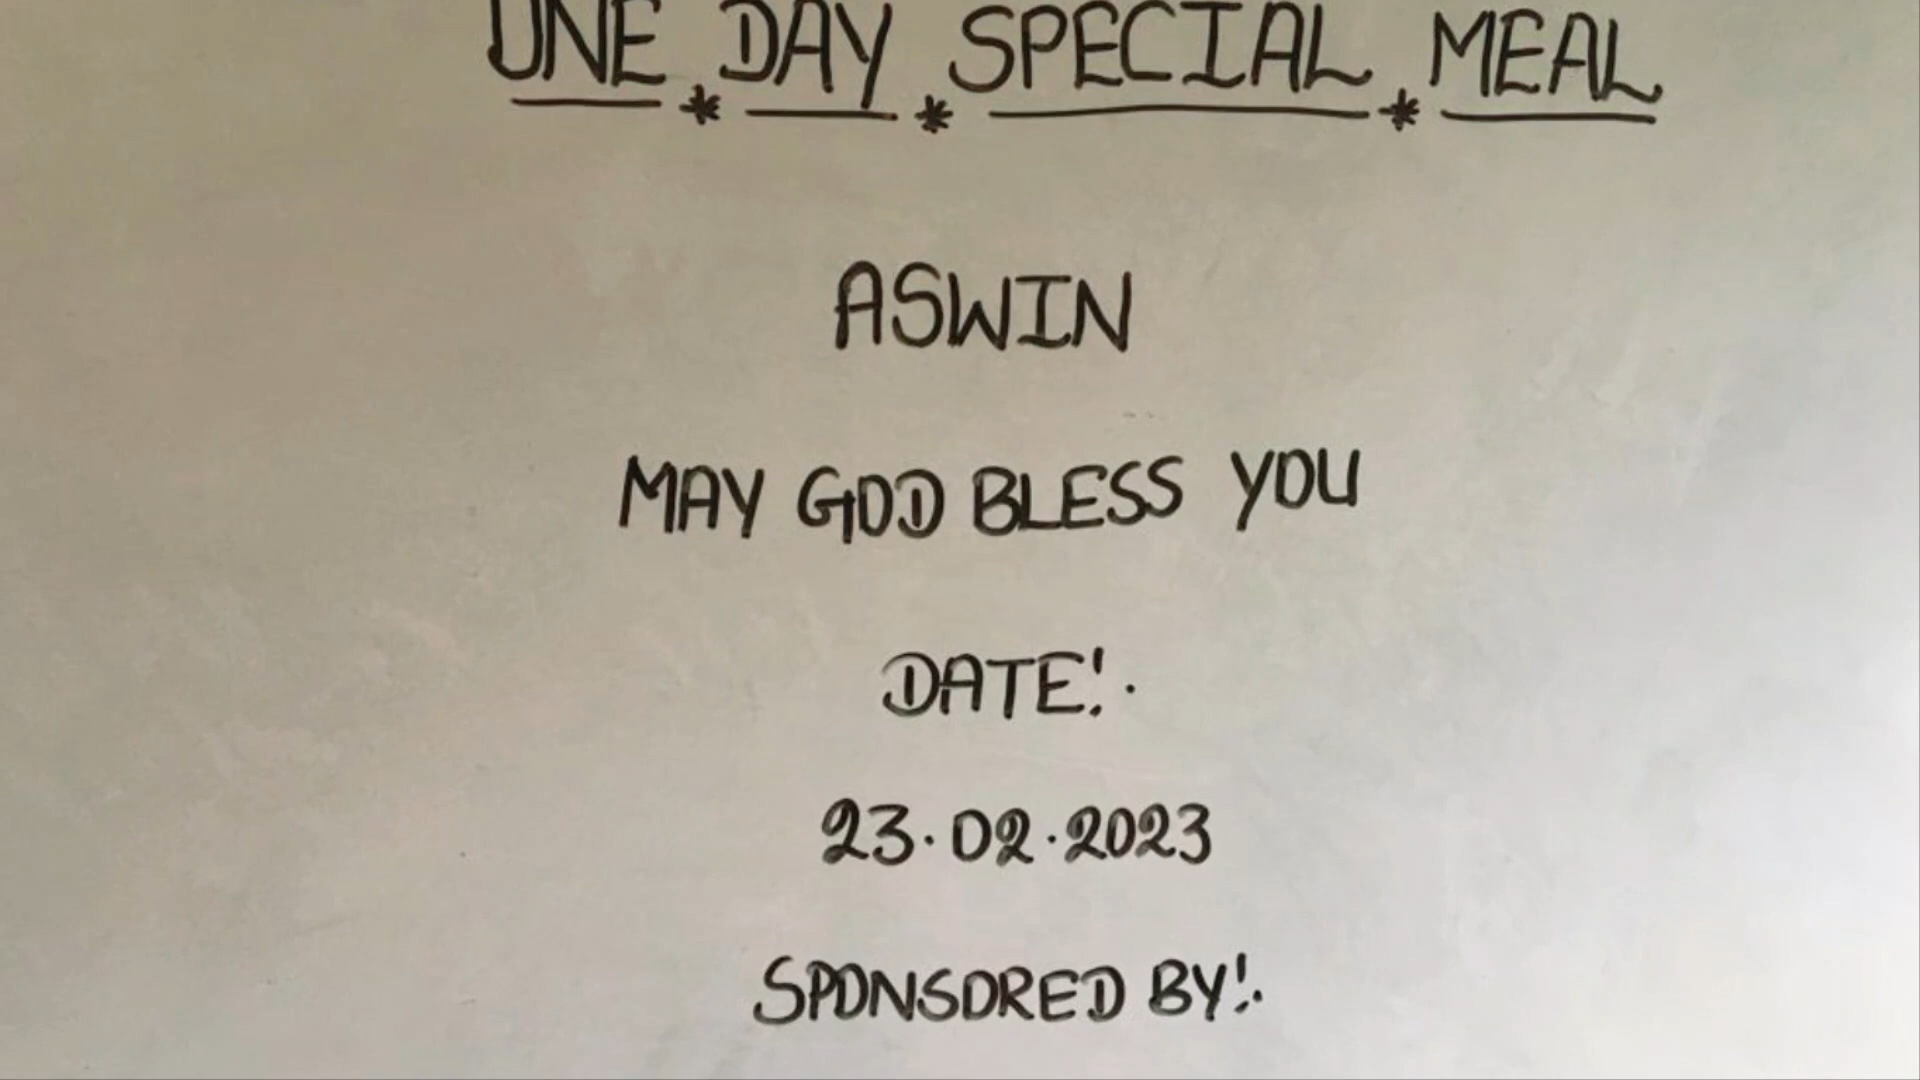 ONE * DAY * SPECIAL * MEAL
ASWIN
MAY GOD BLESS YOU
DATE!.
23.02.2023
SPONSORED BY!.